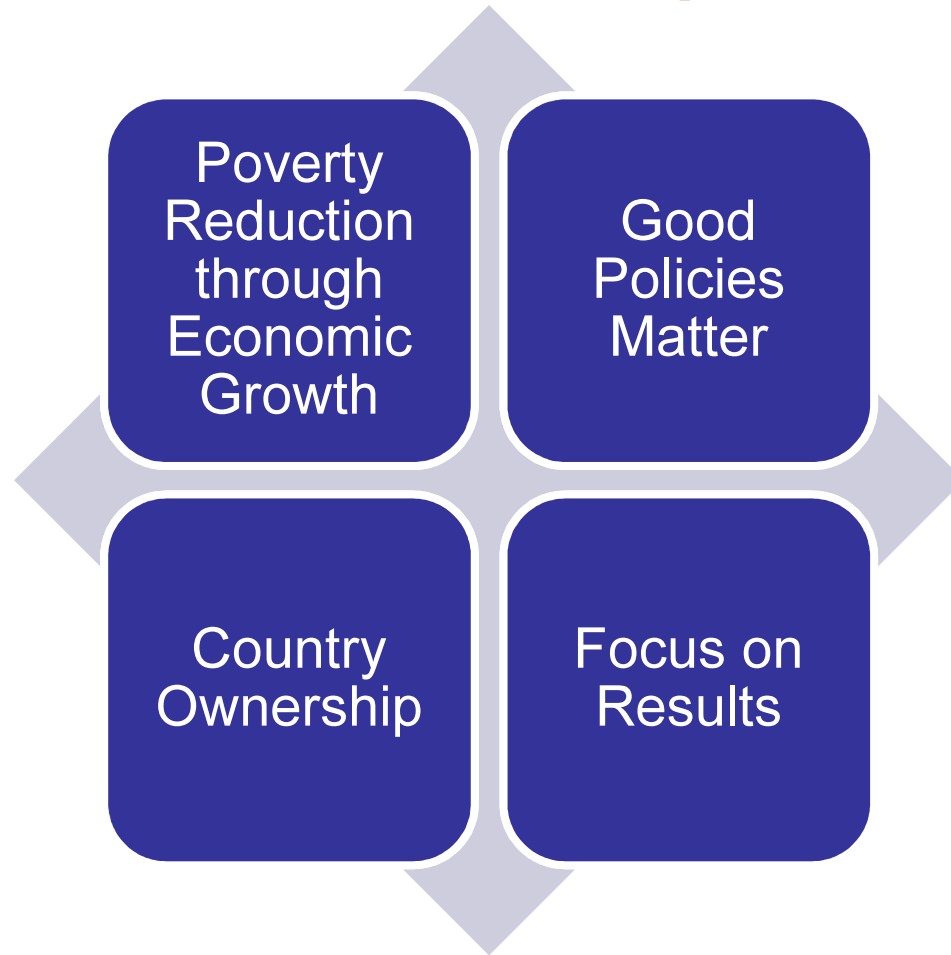 Poverty
Reduction
through
Economic
Growth
Good
Policies
Matter
Country
Ownership
Focus on
Results